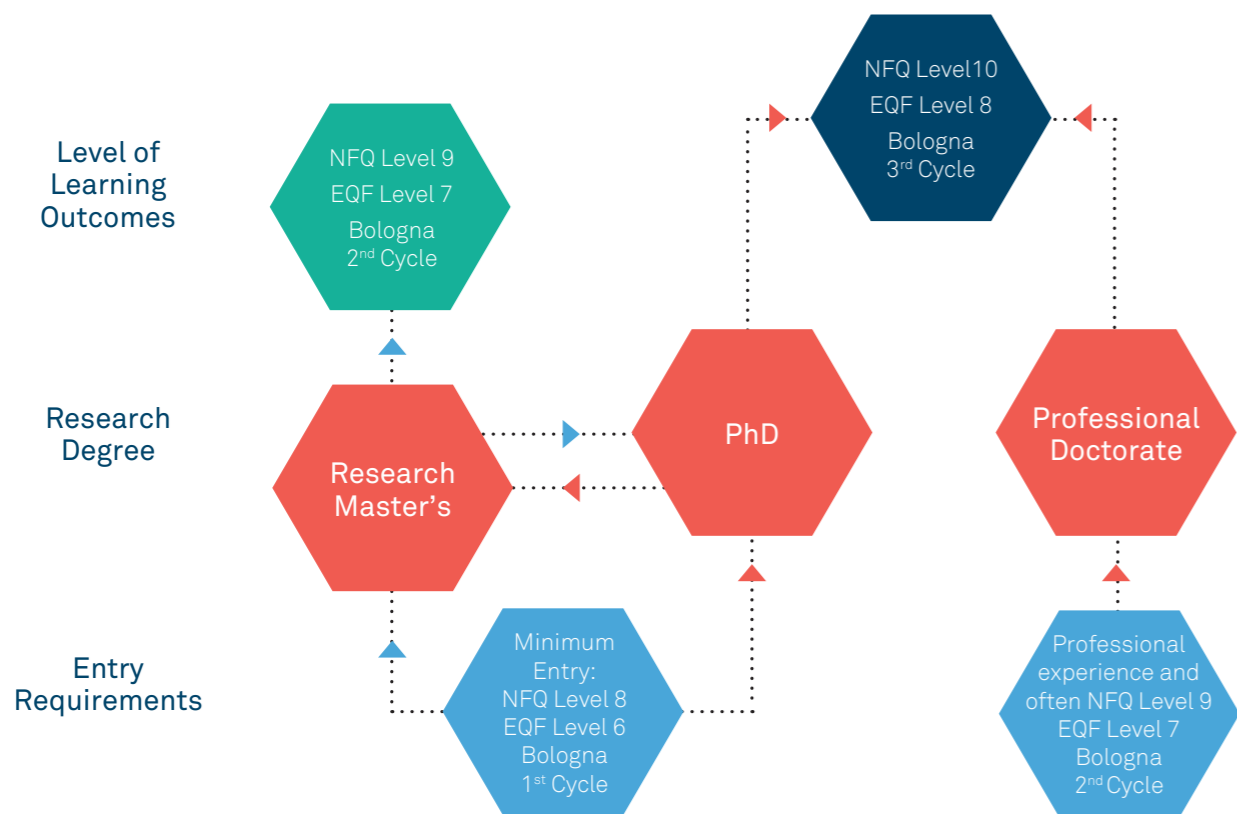 Level of
Learning
Outcomes
NFQ Level 9
EQF Level 7
Bologna
2nd Cycle
NFQ Level10
EQF Level 8
Bologna
3rd Cycle
Research
Degree
Research
Master’s
PhD
Professional
Doctorate
Entry
Requirements
Minimum
Entry:
NFQ Level 8
EQF Level 6
Bologna
1st Cycle
Professional
experience and
often NFQ Level 9
EQF Level 7
Bologna
2nd Cycle